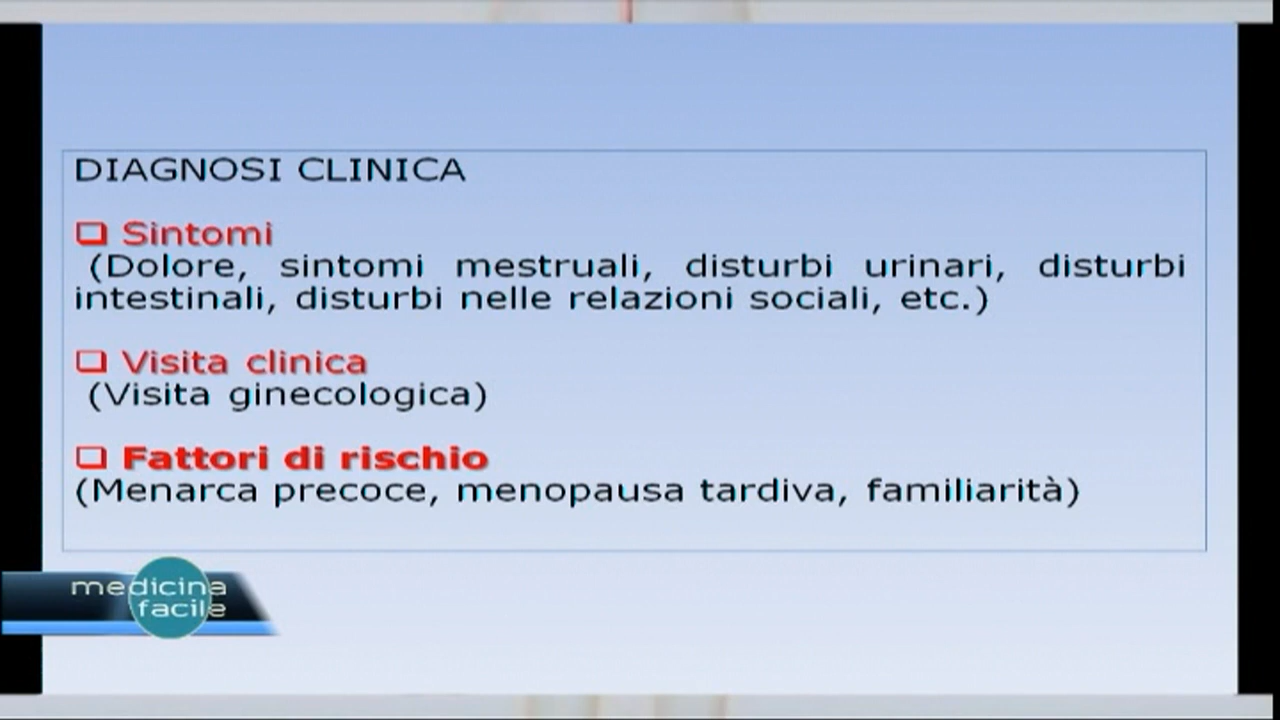 DIAGNOSI CLINICA
❑ Sintomi
(Dolore, sintomi mestruali, disturbi urinari, disturbi
intestinali, disturbi nelle relazioni sociali, etc.)
❑ Visita clinica
(Visita ginecologica)
❑ Fattori di rischio
(Menarca precoce, menopausa tardiva, familiarità)
medicina
facile